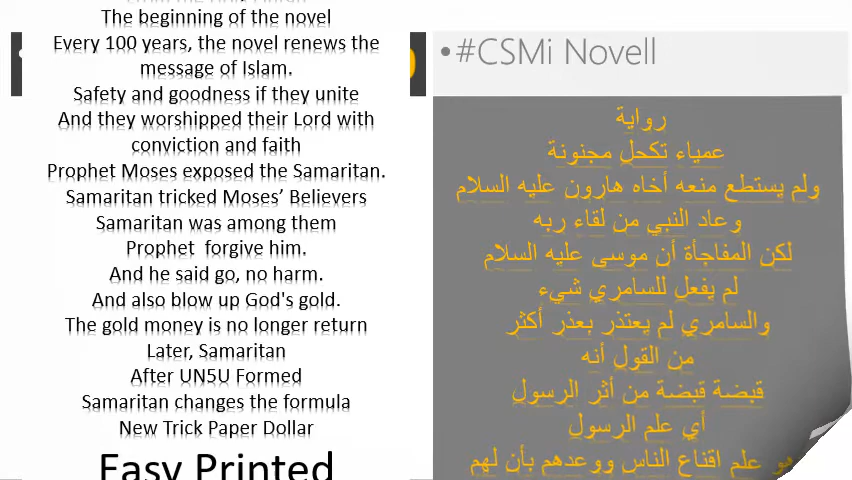 The beginning of the novel
Every 100 years, the novel renews the
message of Islam.
Safety and goodness if they unite
And they worshipped their Lord with
conviction and faith
Prophet Moses exposed the Samaritan.
Samaritan tricked Moses’ Believers
Samaritan was among them
Prophet forgive him.
And he said go, no harm.
And also blow up God's gold.
The gold money is no longer return
Later, Samaritan
After UN5U Formed
Samaritan changes the formula
New Trick Paper Dollar
Easy Printed
• #CSMi Novell
رواية
عمياء تكحل مجنونة
ولم يستطع منعه أخاه هارون عليه السلام
وعاد النبي من لقاء ربه
لكن المفاجأة أن موسى عليه السلام
لم يفعل للسامري شيء
والسامري لم يعتذر بعذر أكثر
من القول أنه
قبضة قبضة من أثر الرسول
أي علم الرسول
هو علم اقناع الناس ووعدهم بأن لهم